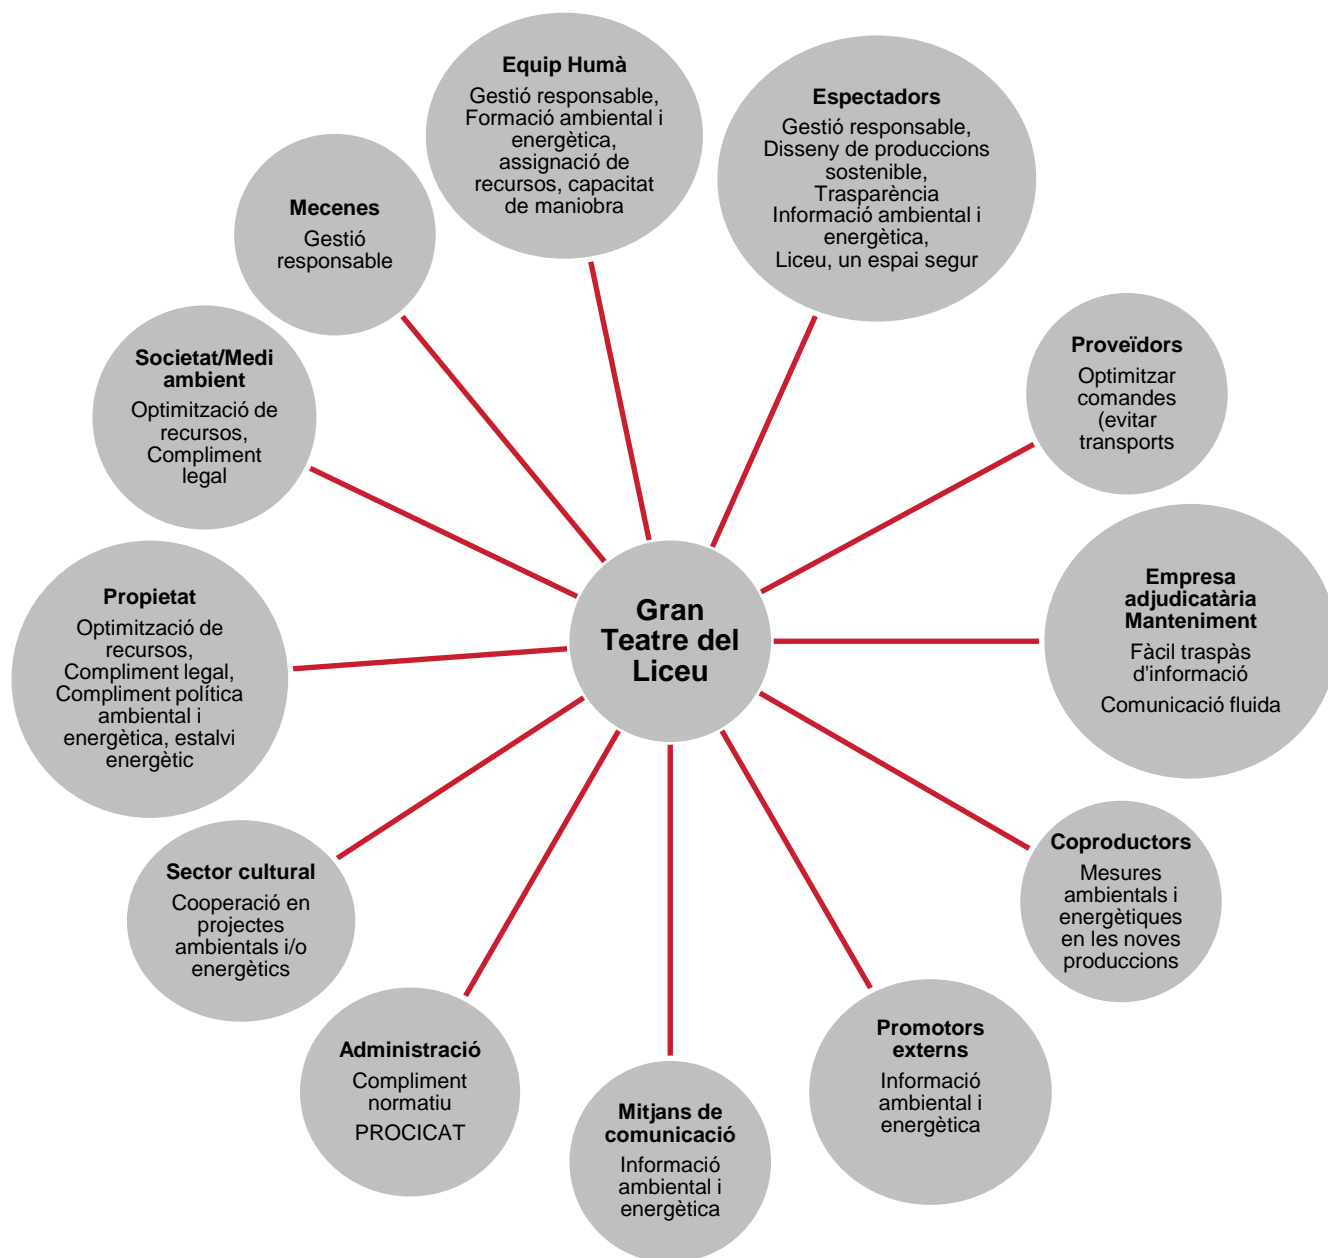 Equip Humà
Gestió responsable,
Formació ambiental i
energètica,
assignació de
recursos, capacitat
de maniobra
Espectadors
Gestió responsable,
Disseny de produccions
sostenible,
Trasparència
Informació ambiental i
energètica,
Liceu, un espai segur
Mecenes
Gestió
responsable
Proveïdors
Optimitzar
comandes
(evitar
transports
Societat/Medi
ambient
Optimització de
recursos,
Compliment
legal
Empresa
adjudicatària
Manteniment
Fàcil traspàs
d'informació
Comunicació fluida
Propietat
Optimització de
recursos,
Compliment legal,
Compliment política
ambiental i
energètica, estalvi
energètic
Gran
Teatre del
Liceu
Coproductors
Mesures
ambientals i
energètiques
en les noves
produccions
Sector cultural
Cooperació en
projectes
ambientals i/o
energètics
Promotors
externs
Informació
ambiental i
energètica
Administració
Compliment
normatiu
PROCICAT
Mitjans de
comunicació
Informació
ambiental i
energètica